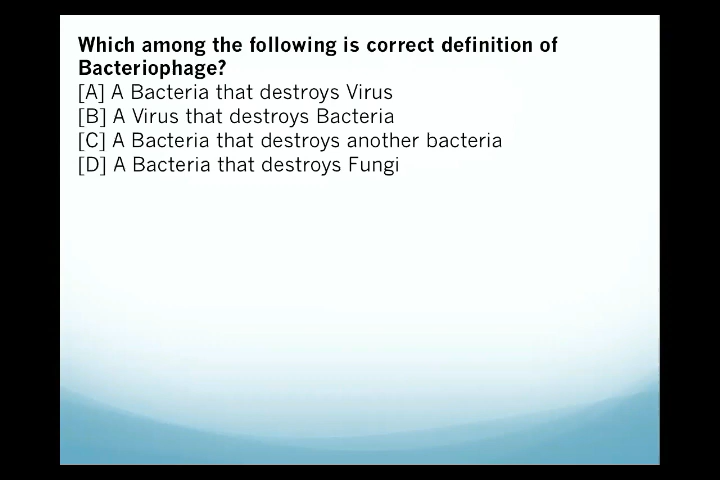 Which among the following is correct definition of
Bacteriophage?
[A] A Bacteria that destroys Virus
[B] A Virus that destroys Bacteria
[C] A Bacteria that destroys another bacteria
[D] A Bacteria that destroys Fungi